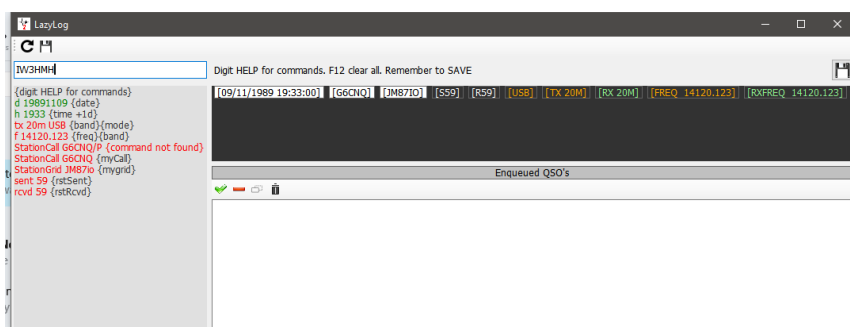 LazyLog
IW3HMH
Digit HELP for commands. F12 clear all. Remember to SAVE
{digit HELP for commands}
d 19891109 {date}
h 1933 {time +1d}
tx 20m USB {band}{mode}
f 14120.123 {freq}{band}
StationCall G6CNQ/P {command not found}
StationCall G6CNQ {myCall}
StationGrid JM87io {mygrid}
sent 59 {rstSent}
rcvd 59 {rstRcvd}
[09/11/1989 19:33:00] [G6CNQ] [JM87IO] [S59] [R59] [USB] [TX 20M] [RX 20M] [FREQ 14120.123] [RXFREQ 14120.123]
Enqueued QSO's